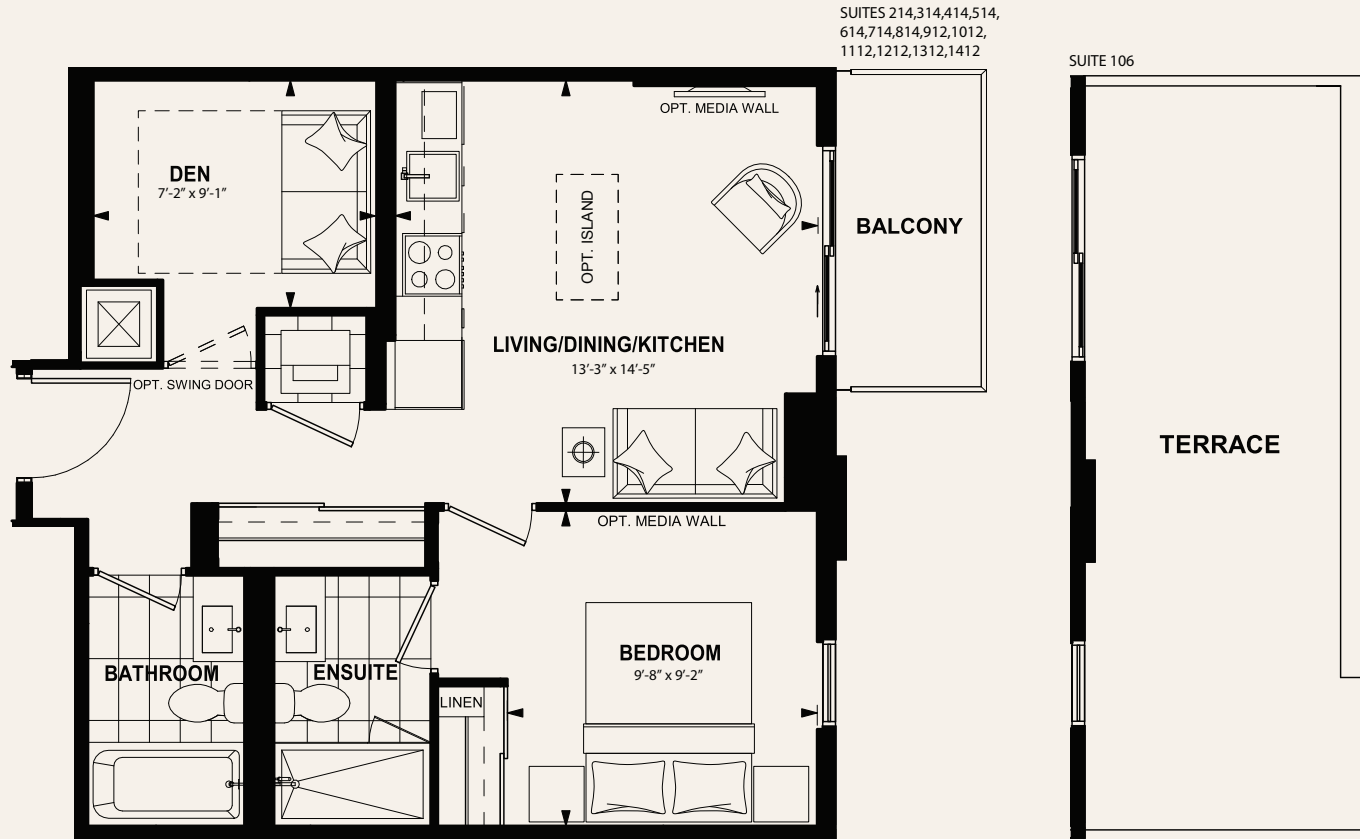 SUITES 214,314,414,514,
614,714,814,912,1012,
1112,1212,1312,1412
SUITE 106
OPT. MEDIA WALL
DEN
7'-2" x 9'-1"
OPT. ISLAND
BALCONY
LIVING/DINING/KITCHEN
13'-3" x 14'-5"
OPT. SWING DOOR
TERRACE
OPT. MEDIA WALL
BEDROOM
9'-8" x 9'-2"
BATHROOM
ENSUITE
LINEN